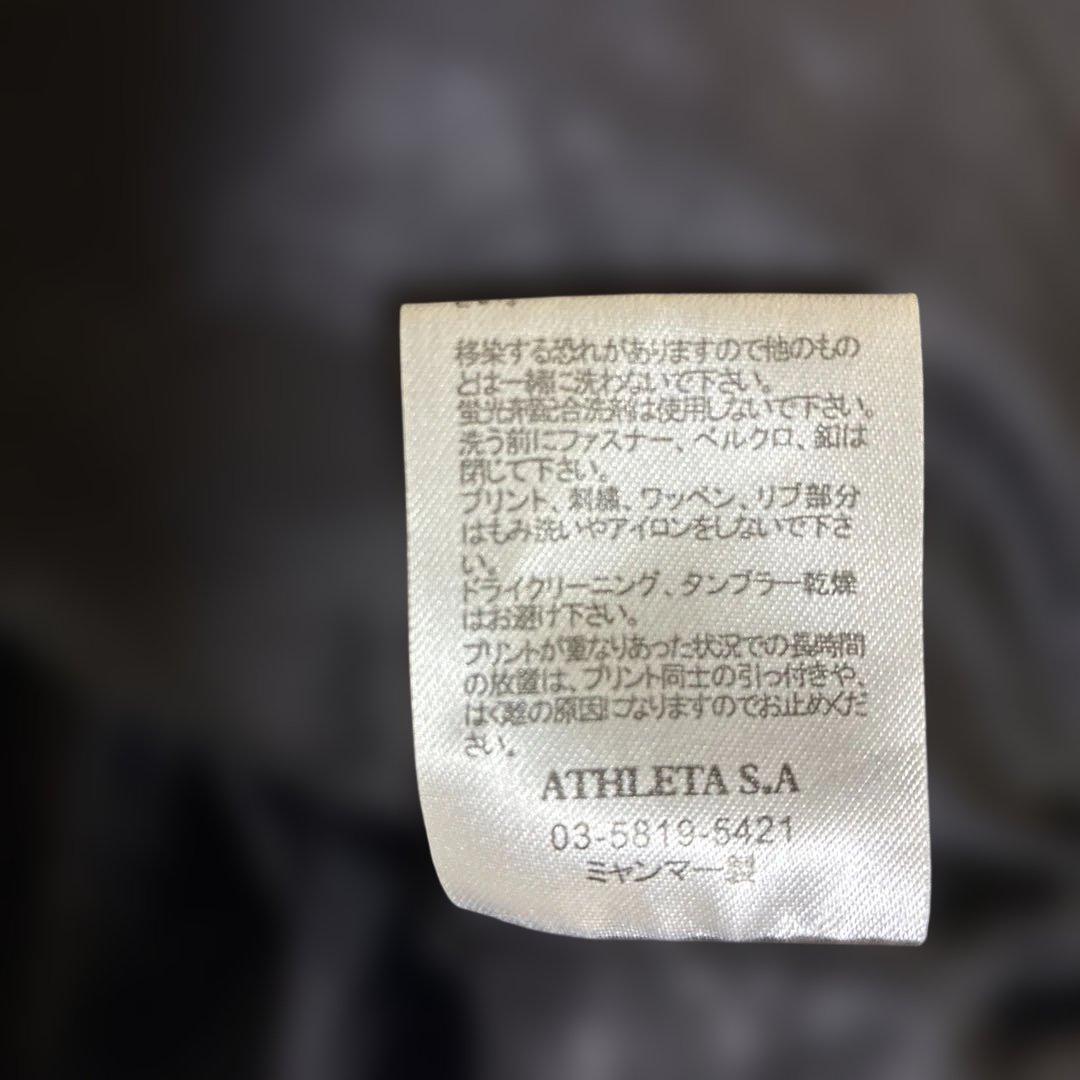 移染する恐れがありますので他のもの
とは一緒に洗わないで下さい。
蛍光剤配合洗剤は使用しないで下さい。
洗う前にファスナー、ベルクロ、釦は
閉じて下さい。
プリント、刺繍、ワッペン、リブ部分
はもみ洗いやアイロンをしないで下さ
い。
ドライクリーニング、タンブラー乾燥
はお避け下さい。
プリントが重なりあった状況での長時間
の放置は、プリント同士の引っ付きや、
はく離の原因になりますのでお止めくだ
さい。
ATHLETA S.A
03-5819-5421
ミャンマー製